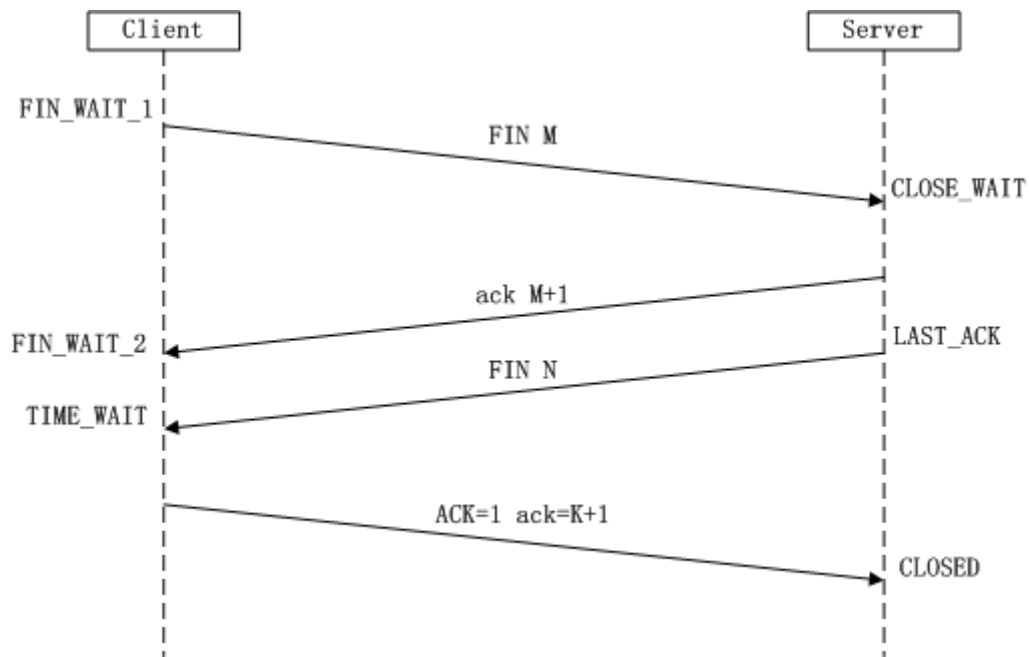 Client
Server
FIN_WAIT_1
FIN M
CLOSE_WAIT
ack M+1
FIN_WAIT_2
LAST_ACK
FIN N
TIME_WAIT
ACK=1 ack=K+1
CLOSED